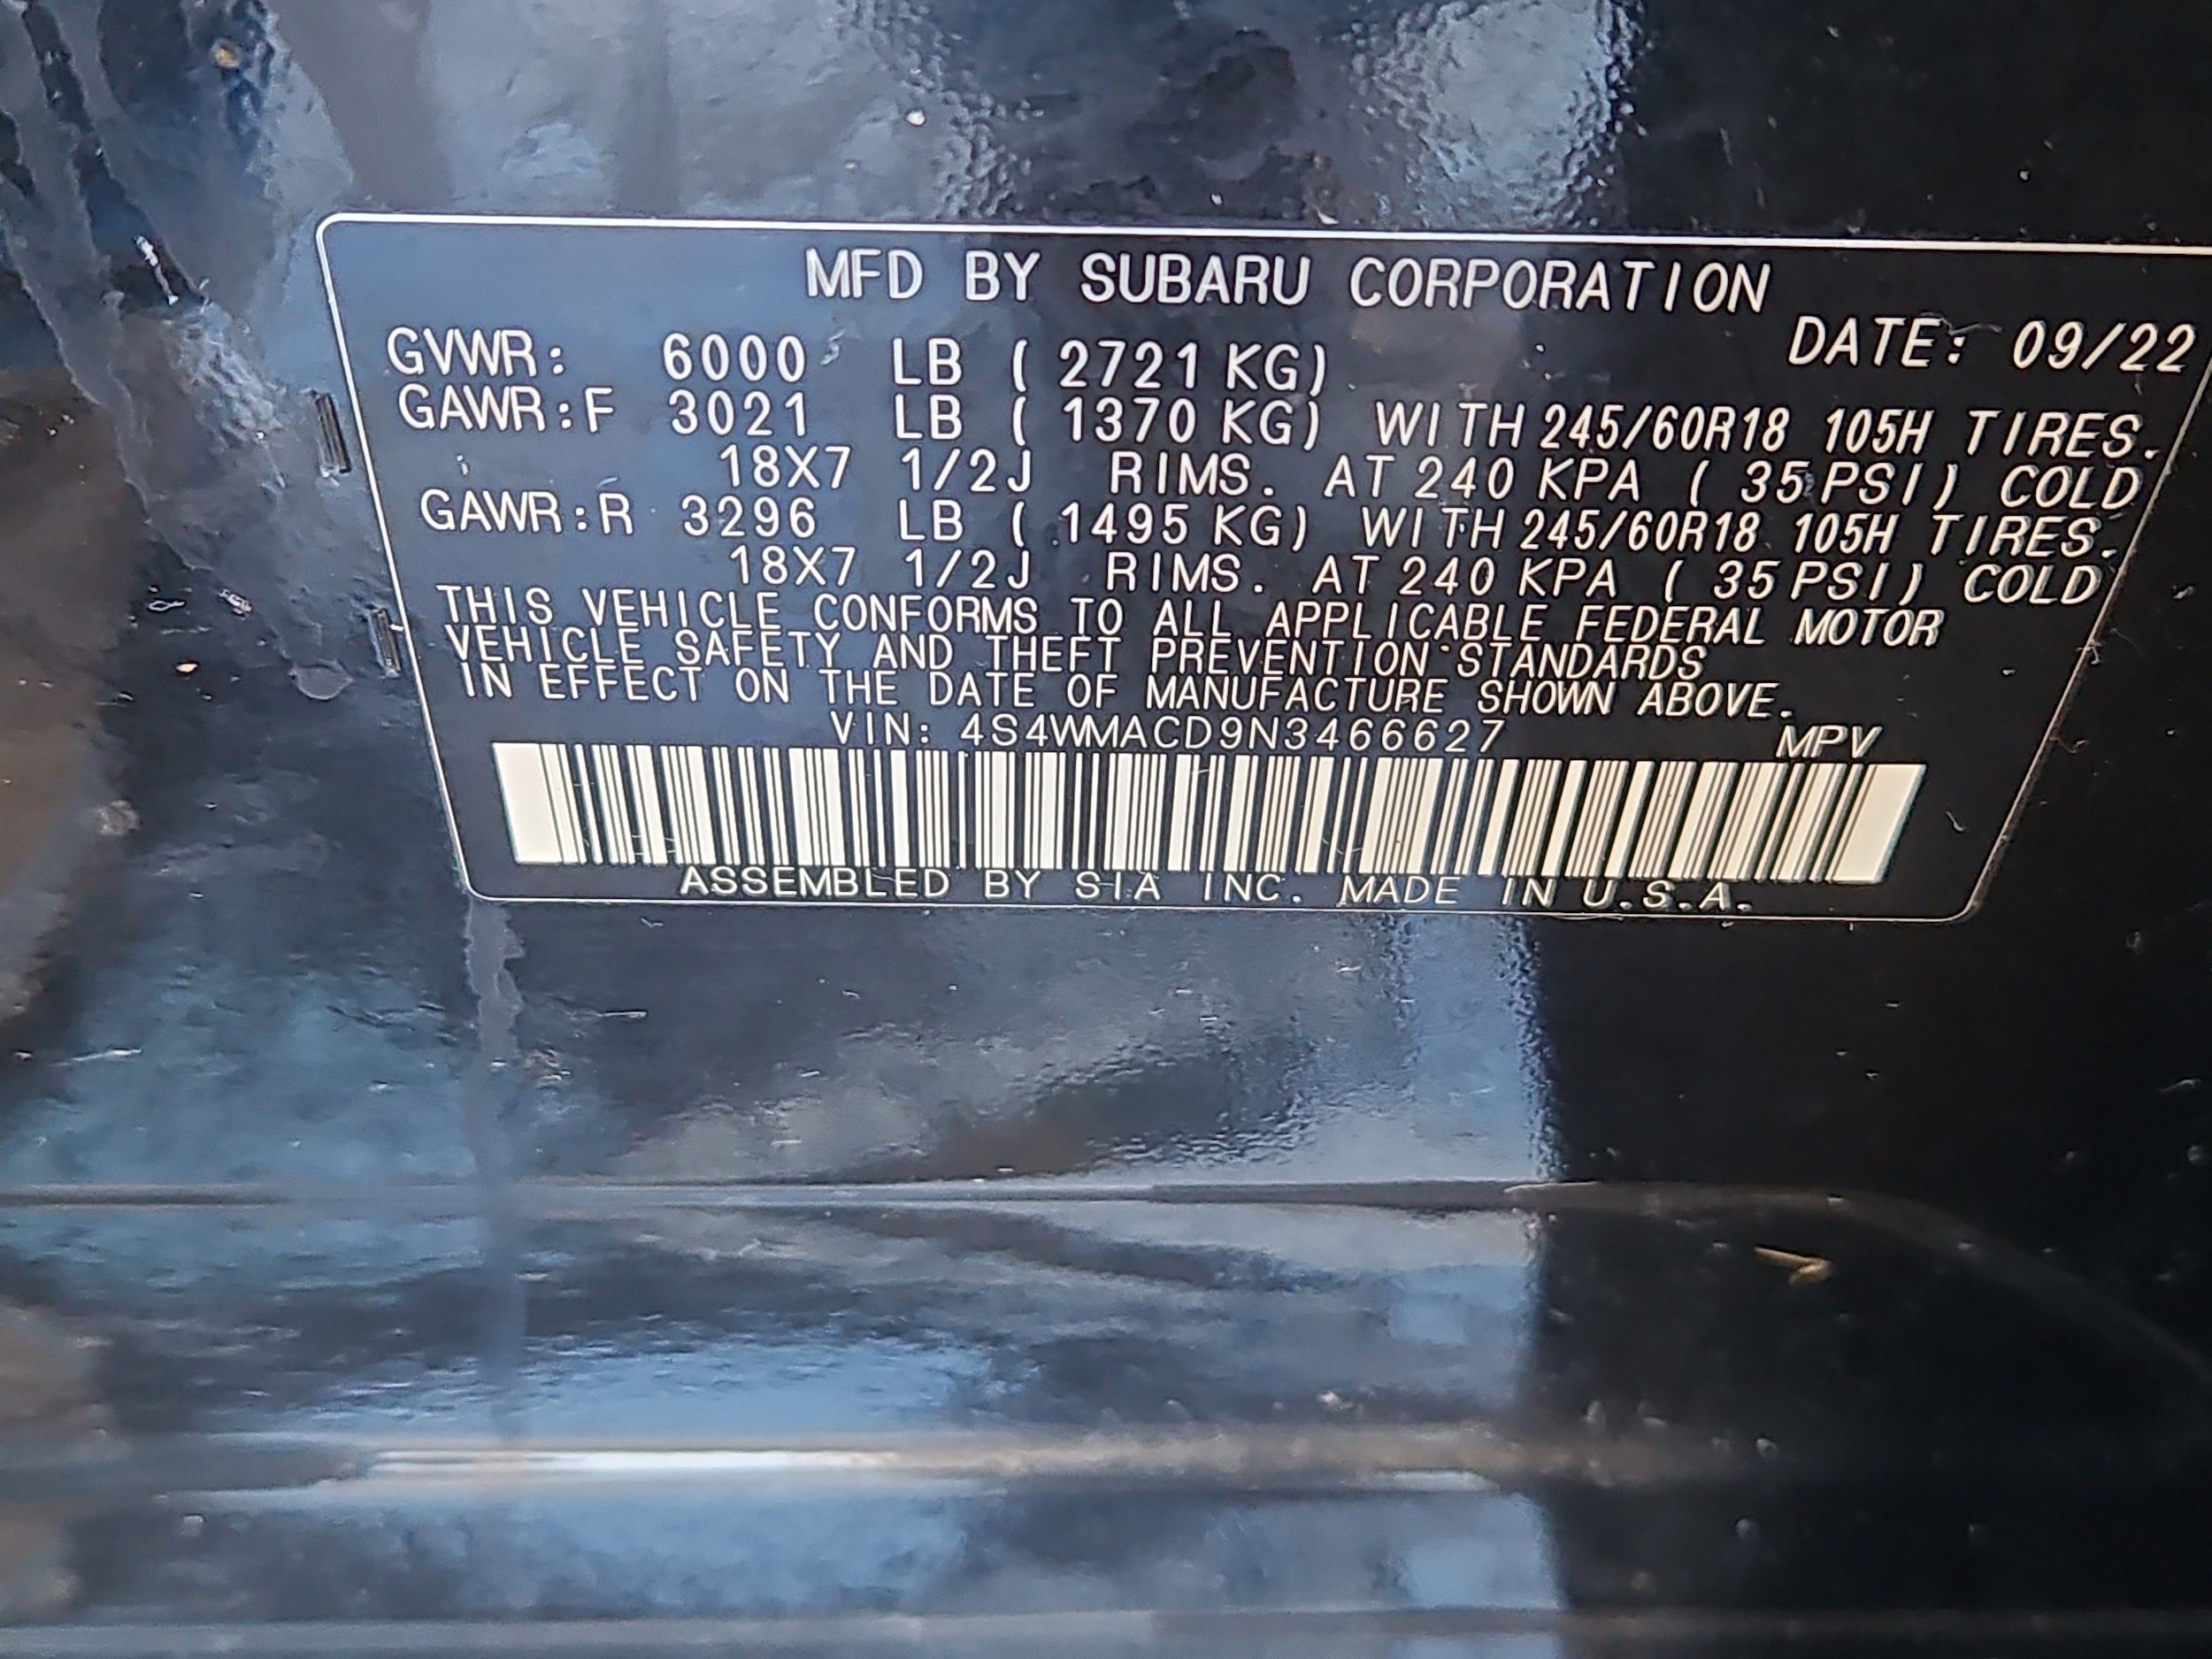 MFD BY SUBARU CORPORATION
DATE: 09/22
GVWR: 6000 LB ( 2721 KG)
GAWR:F 3021 LB ( 1370 KG) WITH 245/60R18 105H TIRES.
18X7 1/2J RIMS. AT 240 KPA ( 35 PSI) COLD
GAWR:R 3296 LB ( 1495 KG) WITH 245/60R18 105H TIRES.
18X7 1/2J RIMS. AT 240 KPA ( 35 PSI) COLD
THIS VEHICLE CONFORMS TO ALL APPLICABLE FEDERAL MOTOR
VEHICLE SAFETY AND THEFT PREVENTION STANDARDS
IN EFFECT ON THE DATE OF MANUFACTURE SHOWN ABOVE.
VIN: 4S4WMACD9N3466627 MPV
ASSEMBLED BY SIA INC. MADE IN U.S.A.